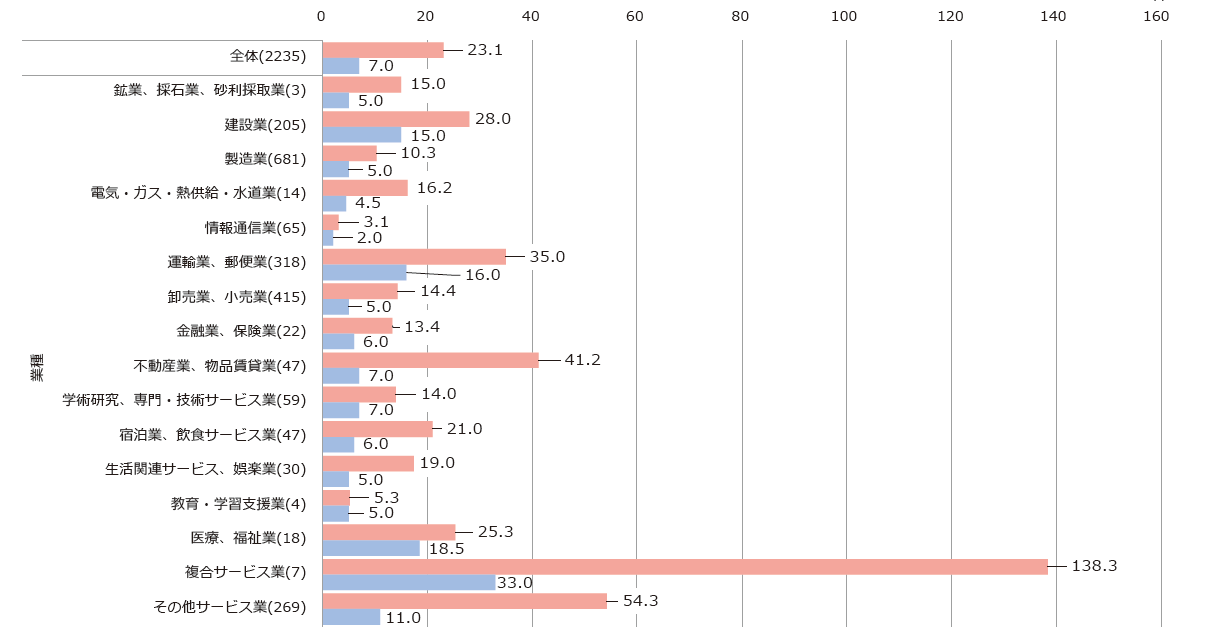 0 20 40 60 80 100 120 140 160
全体(2235) 23.1 7.0
鉱業、採石業、砂利採取業(3) 15.0 5.0
建設業(205) 28.0 15.0
製造業(681) 10.3 5.0
電気・ガス・熱供給・水道業(14) 16.2 4.5
情報通信業(65) 3.1 2.0
運輸業、郵便業(318) 35.0 16.0
卸売業、小売業(415) 14.4 5.0
金融業、保険業(22) 13.4 6.0
業種
不動産業、物品賃貸業(47) 41.2 7.0
学術研究、専門・技術サービス業(59) 14.0 7.0
宿泊業、飲食サービス業(47) 21.0 6.0
生活関連サービス、娯楽業(30) 19.0 5.0
教育・学習支援業(4) 5.3 5.0
医療、福祉業(18) 25.3 18.5
複合サービス業(7) 138.3 33.0
その他サービス業(269) 54.3 11.0